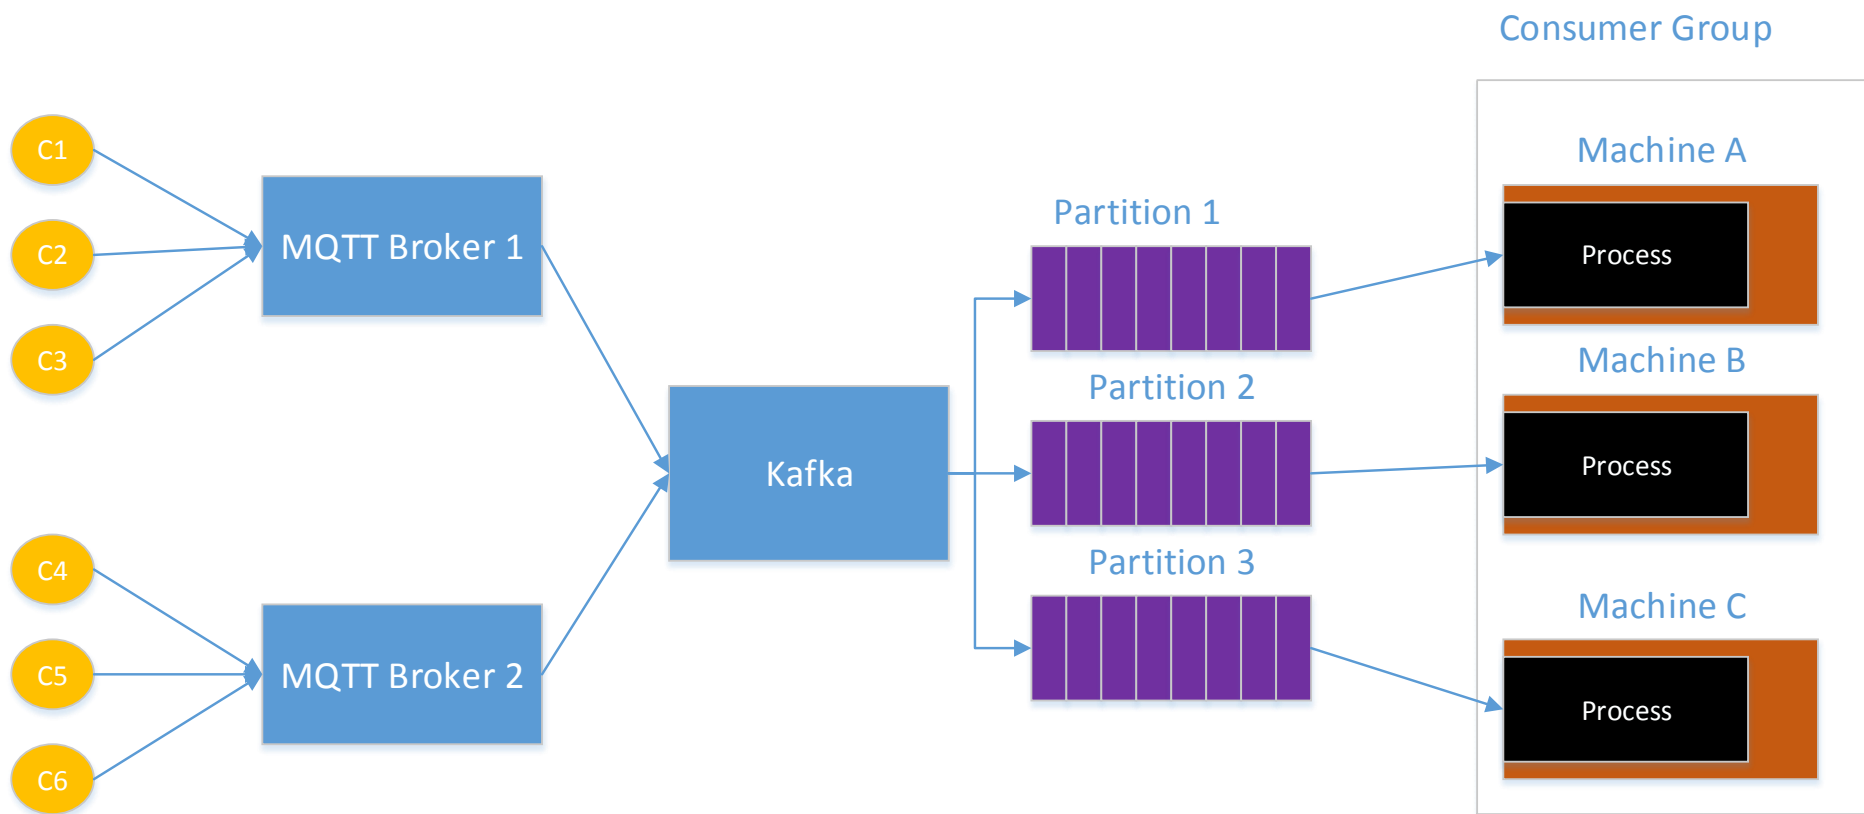 Consumer Group
C1
C2
C3
MQTT Broker 1
C4
C5
C6
MQTT Broker 2
Kafka
Partition 1
Partition 2
Partition 3
Machine A
Process
Machine B
Process
Machine C
Process